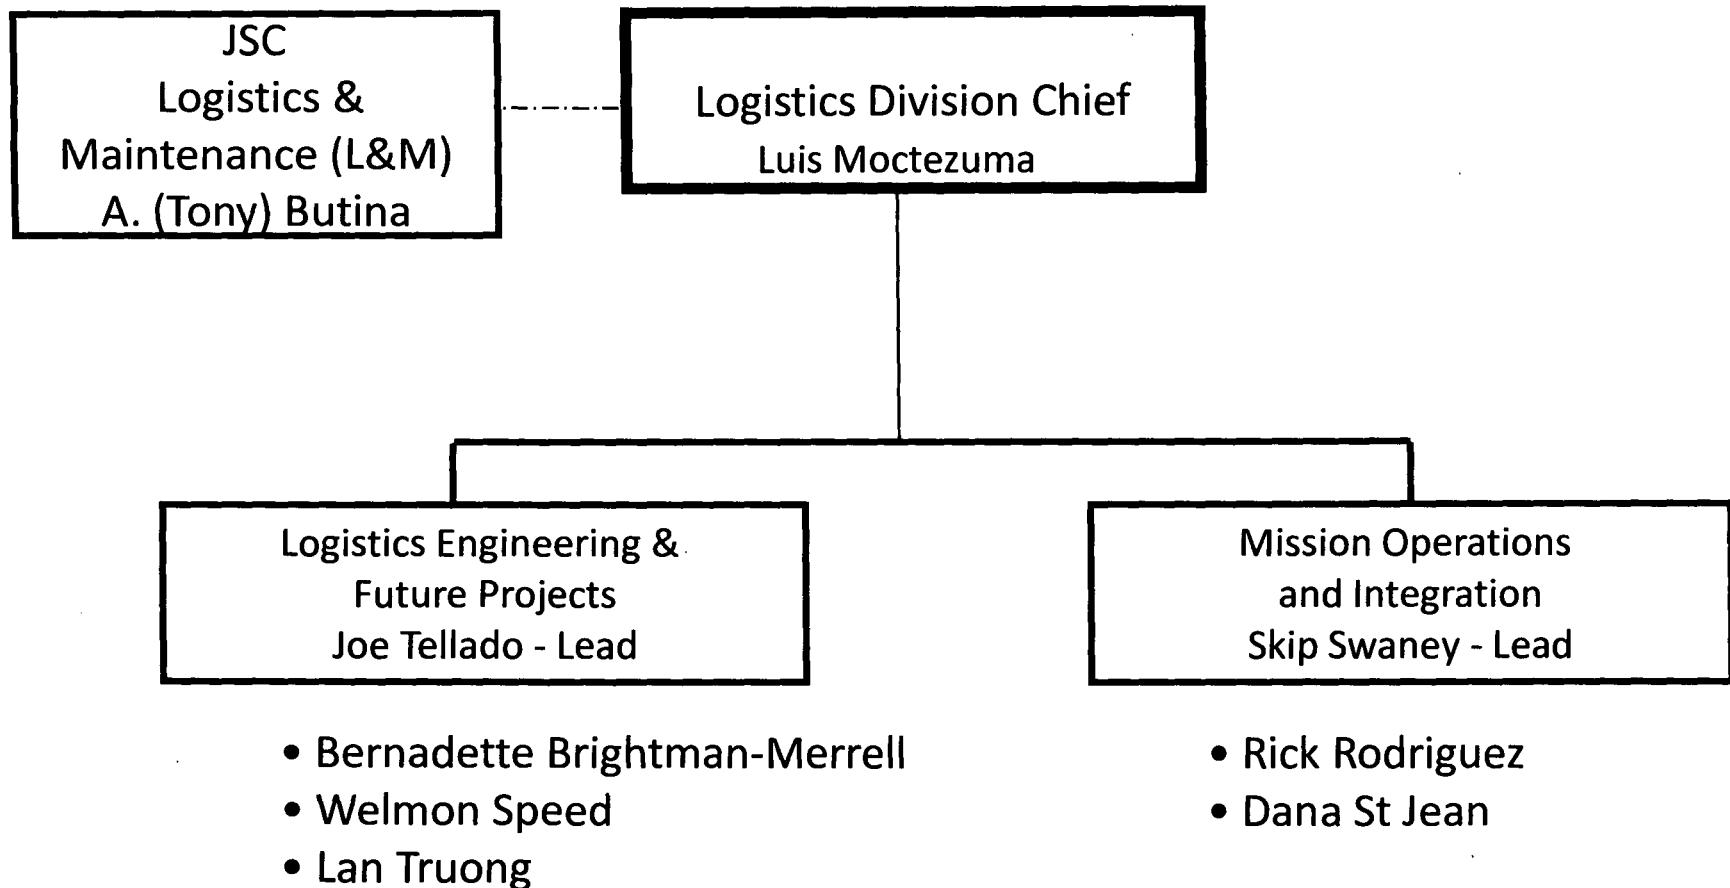 JSC
Logistics &
Maintenance (L&M)
A. (Tony) Butina
Logistics Division Chief
Luis Moctezuma
Logistics Engineering &
Future Projects
Joe Tellado - Lead
• Bernadette Brightman-Merrell
• Welmon Speed
• Lan Truong
Mission Operations
and Integration
Skip Swaney - Lead
• Rick Rodriguez
• Dana St Jean